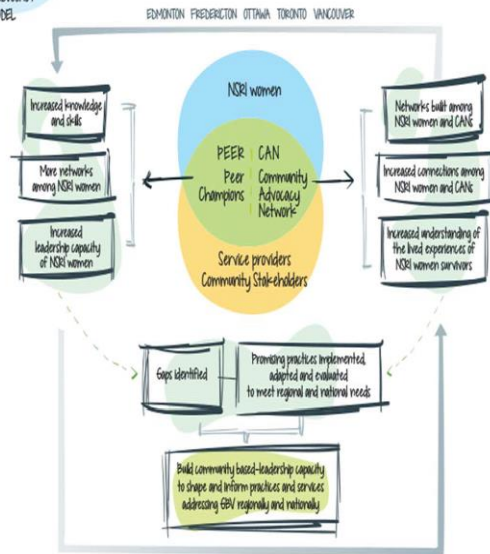 DEL
EDMONTON FREDERICTON OTTAWA TORONTO VANCOUVER
NSRI women
PEER
Peer
Champions
CAN
Community
Advocacy
Network
Service providers
Community Stakeholders
Increased knowledge
and skills
More networks
among NSRI women
Increased
leadership capacity
of NSRI women
Networks built among
NSRI women and CANs
Increased connections among
NSRI women and CANs
Increased understanding of
the lived experiences of
NSRI women survivors
Gaps identified
Promising practices implemented,
adapted and evaluated
to meet regional and national needs
Build community based-leadership capacity
to shape and inform practices and services
addressing GBV regionally and nationally